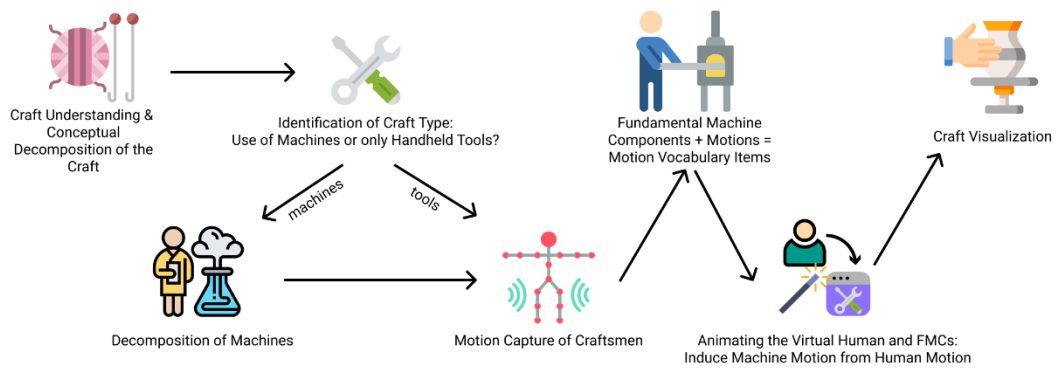 Craft Understanding &
Conceptual
Decomposition of the
Craft
Identification of Craft Type:
Use of Machines or only Handheld Tools?
Fundamental Machine
Components + Motions =
Motion Vocabulary Items
Craft Visualization
machines
tools
Decomposition of Machines
Motion Capture of Craftsmen
Animating the Virtual Human and FMCs:
Induce Machine Motion from Human Motion